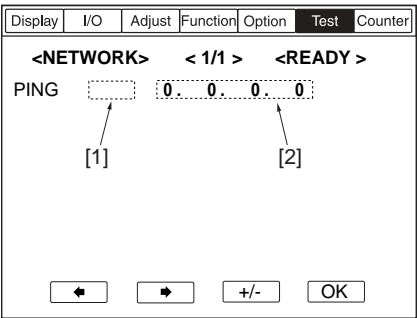 Display I/O Adjust Function Option Test Counter
<NETWORK> < 1/1 > <READY >
PING 0. 0. 0. 0
[1] [2]
+/- OK